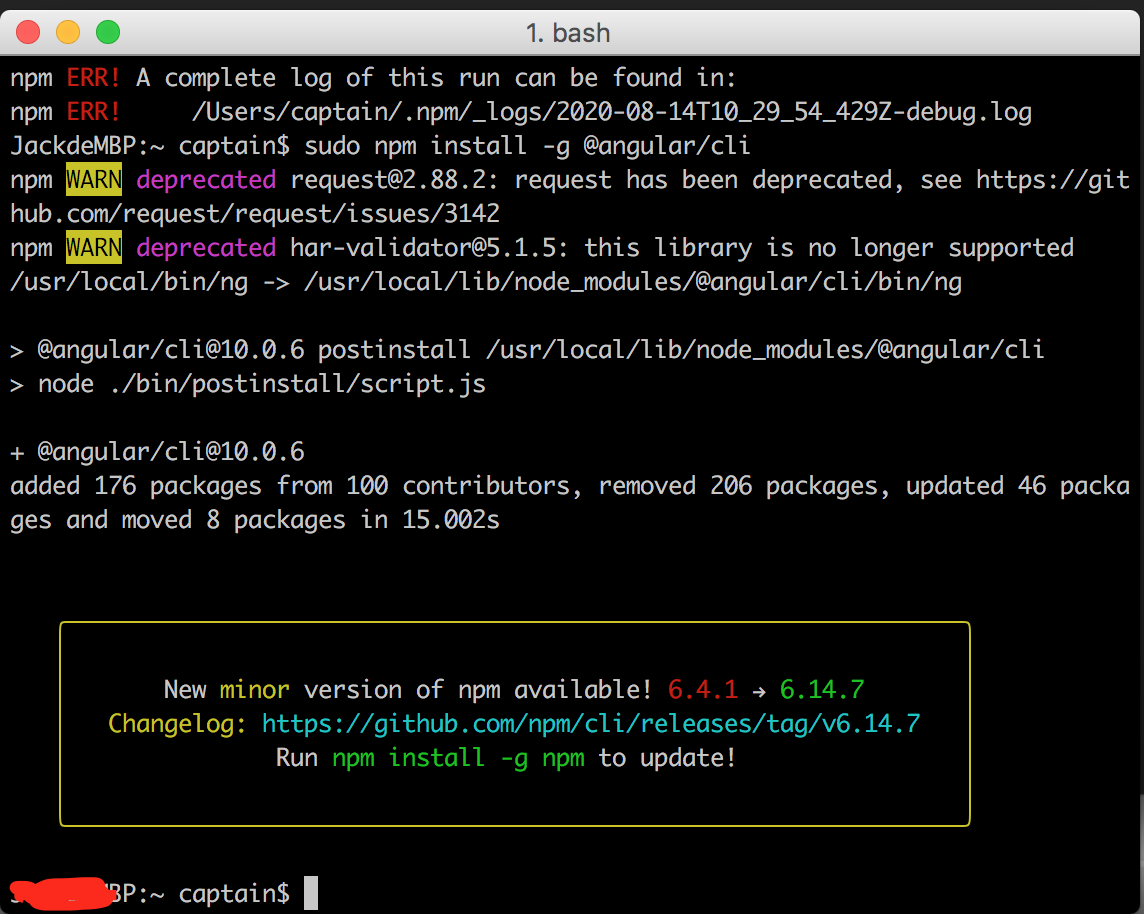 1. bash
npm ERR! A complete log of this run can be found in:
npm ERR!     /Users/captain/.npm/_logs/2020-08-14T10_29_54_429Z-debug.log
JackdeMBP:~ captain$ sudo npm install -g @angular/cli
npm WARN deprecated request@2.88.2: request has been deprecated, see https://git
hub.com/request/request/issues/3142
npm WARN deprecated har-validator@5.1.5: this library is no longer supported
/usr/local/bin/ng -> /usr/local/lib/node_modules/@angular/cli/bin/ng
> @angular/cli@10.0.6 postinstall /usr/local/lib/node_modules/@angular/cli
> node ./bin/postinstall/script.js
+ @angular/cli@10.0.6
added 176 packages from 100 contributors, removed 206 packages, updated 46 packa
ges and moved 8 packages in 15.002s
New minor version of npm available! 6.4.1 → 6.14.7
Changelog: https://github.com/npm/cli/releases/tag/v6.14.7
Run npm install -g npm to update!
BP:~ captain$